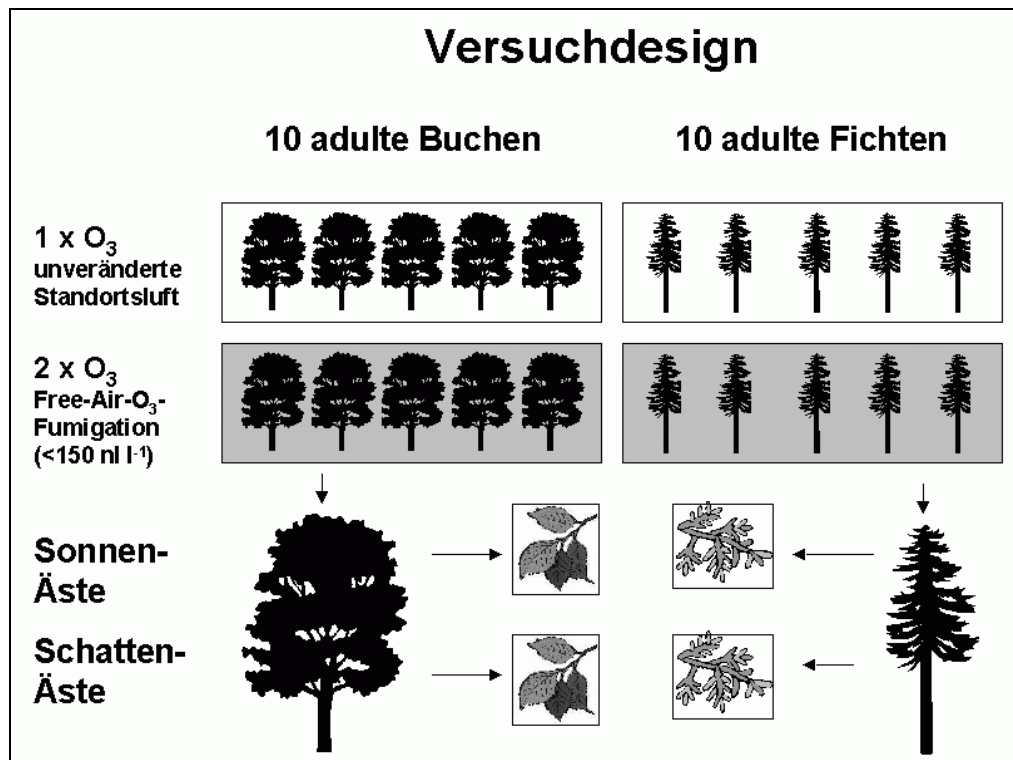 Versuchdesign
10 adulte Buchen
10 adulte Fichten
1 x O₃
unveränderte
Standortsluft
2 x O₃
Free-Air-O₃-
Fumigation
(<150 nl l⁻¹)
Sonnen-
Äste
Schatten-
Äste